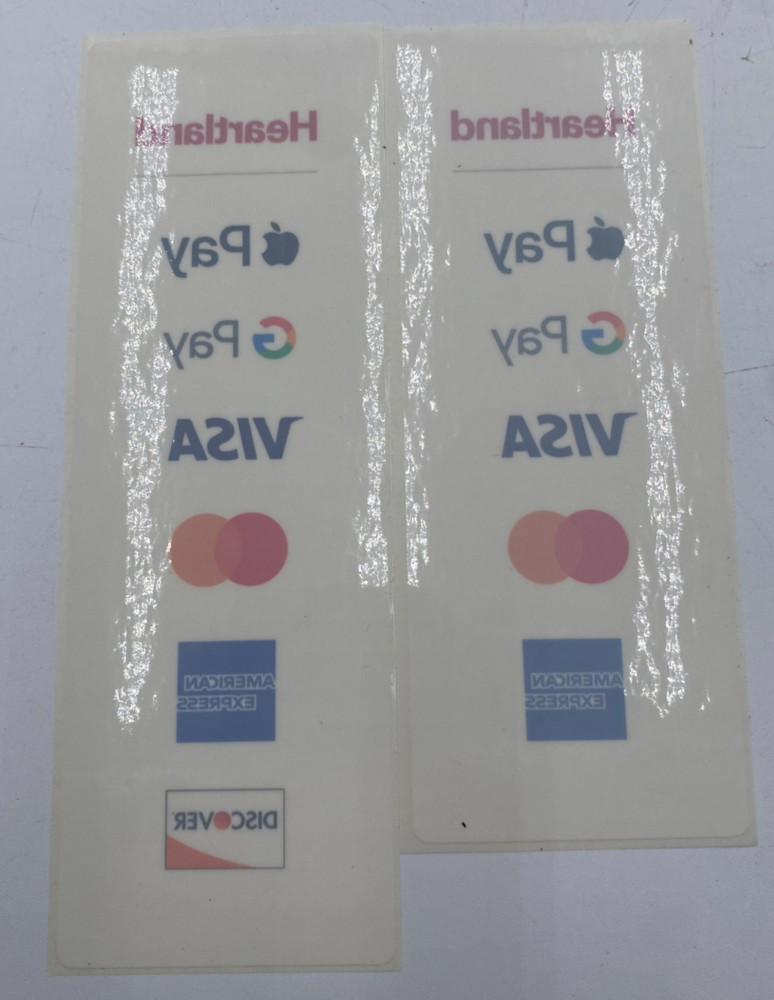 Heartland
Pay
G Pay
VISA
AMERICAN
EXPRESS
DISCOVER
Heartland
Pay
G Pay
VISA
AMERICAN
EXPRESS